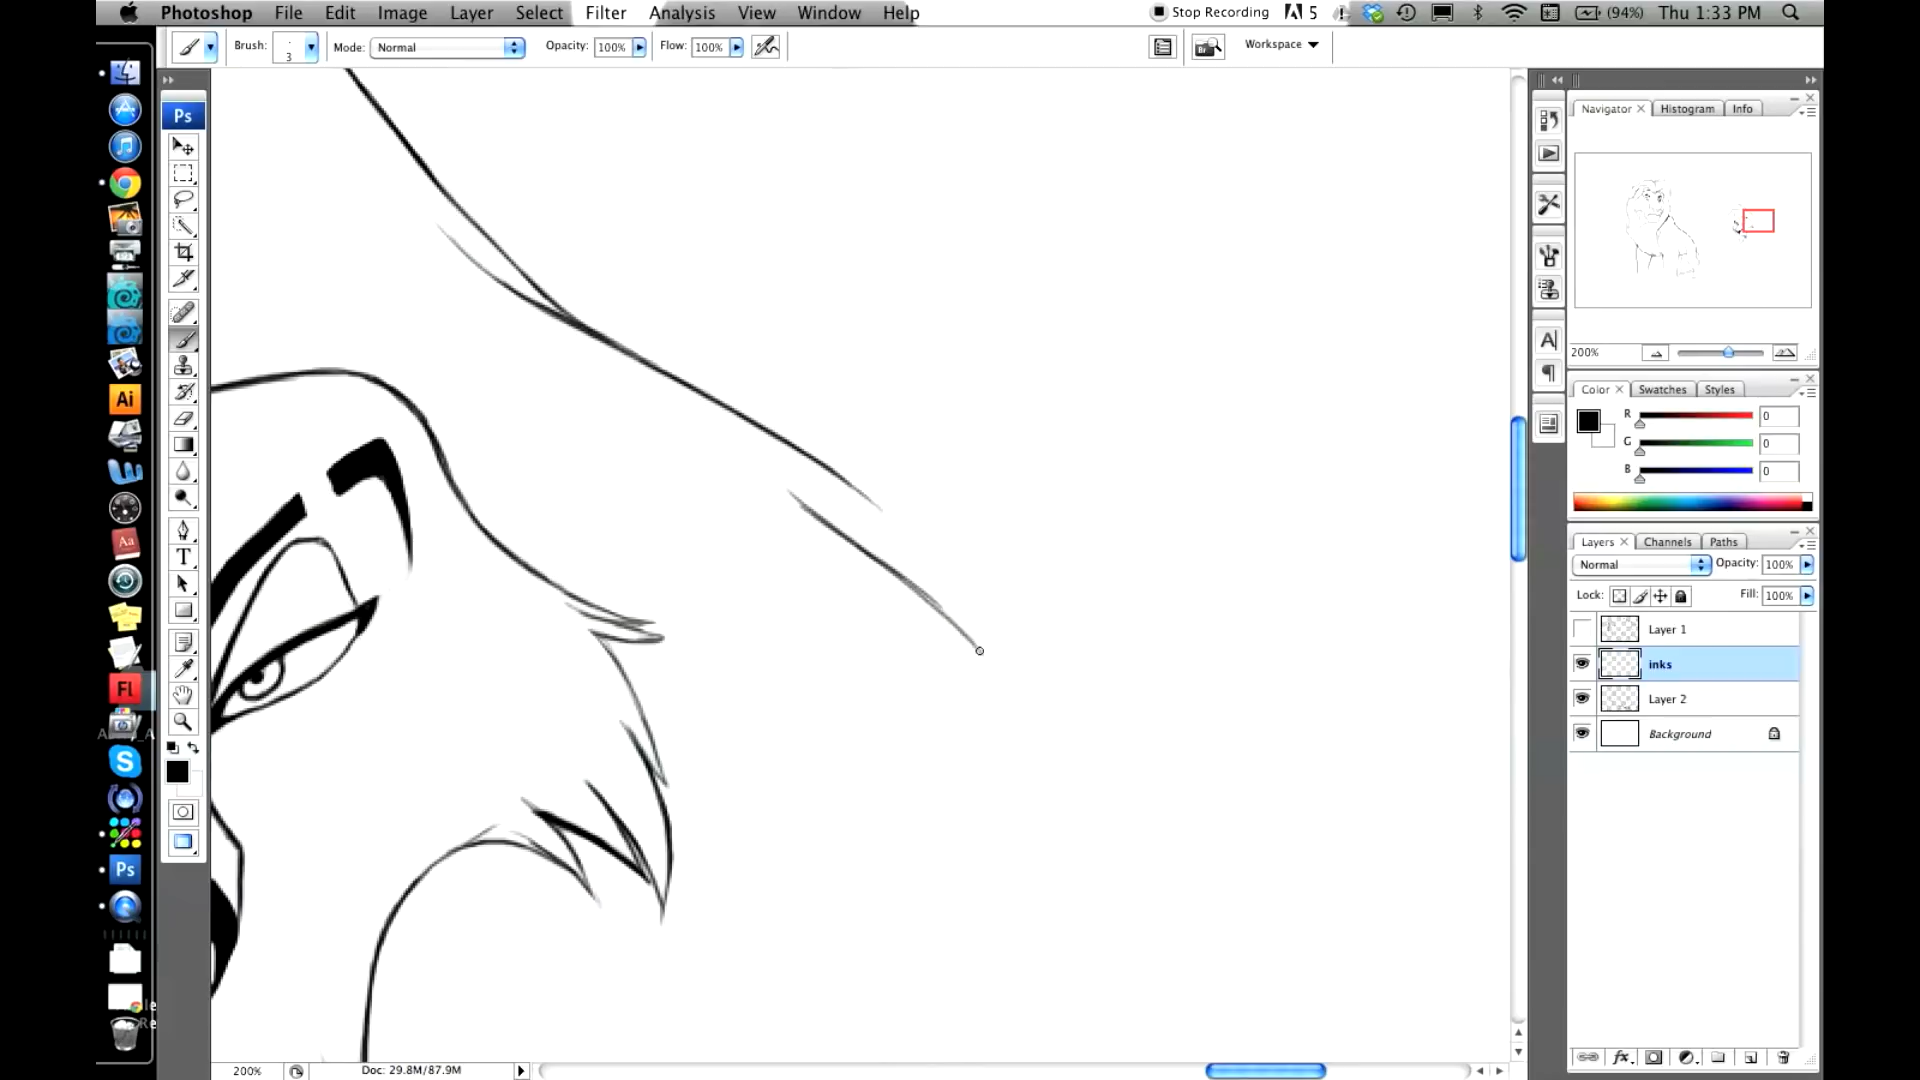 Photoshop File Edit Image Layer Select Filter Analysis View Window Help Stop Recording 5 (94%) Thu 1:33 PM
Brush: 3 Mode: Normal Opacity: 100% Flow: 100% Workspace
Ps
Navigator Histogram Info
200%
Color Swatches Styles
R 0
G 0
B 0
Layers Channels Paths
Normal Opacity: 100%
Lock: Fill: 100%
Layer 1
inks
Layer 2
Background
Ai
Aa
Fl
Ps
T
A
200% Doc: 29.8M/87.9M